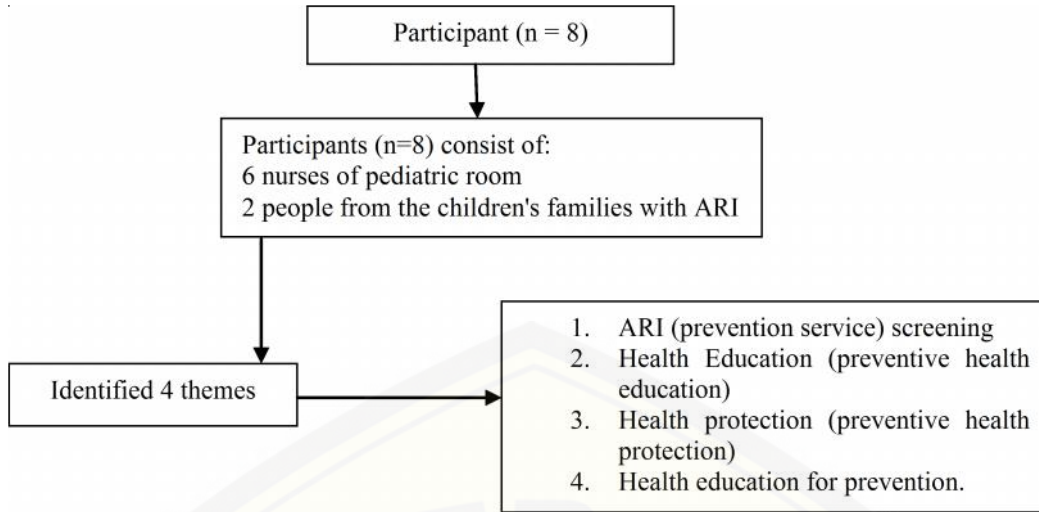 Participant (n = 8)
Participants (n=8) consist of:
6 nurses of pediatric room
2 people from the children's families with ARI
Identified 4 themes
1. ARI (prevention service) screening
2. Health Education (preventive health
education)
3. Health protection (preventive health
protection)
4. Health education for prevention.